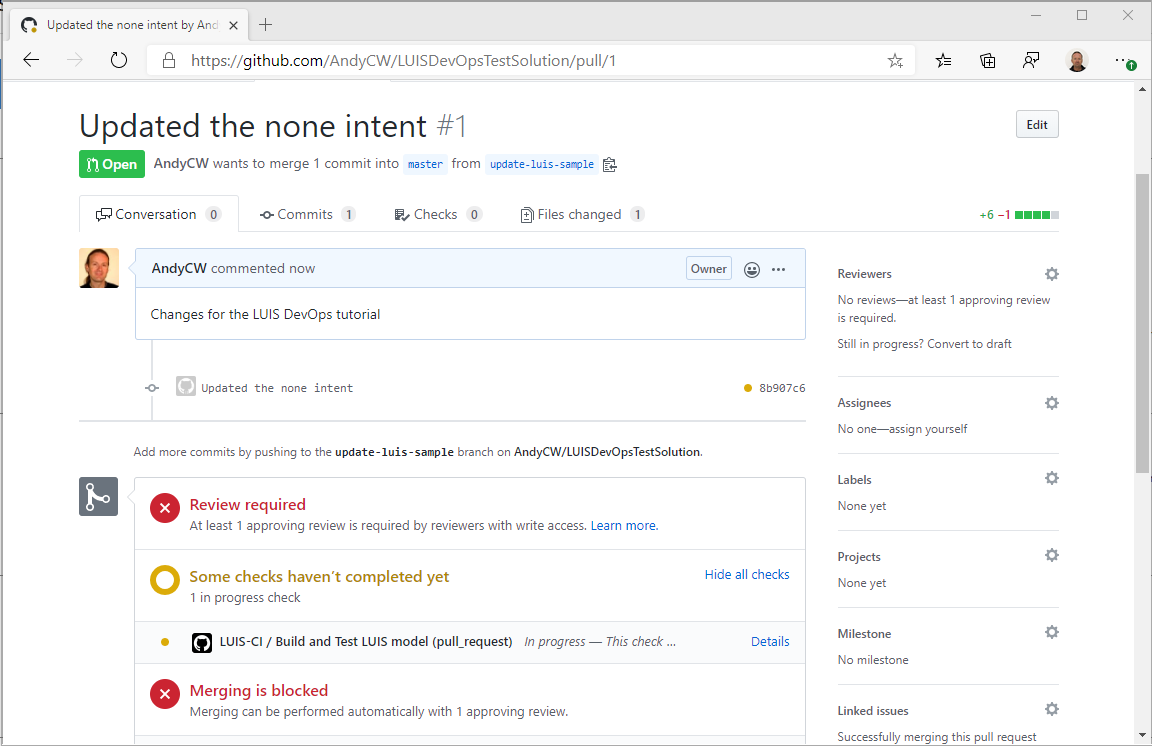 Updated the none intent by And
https://github.com/AndyCW/LUISDevOpsTestSolution/pull/1
Updated the none intent #1
Edit
Open
AndyCW wants to merge 1 commit into master from update-luis-sample
Conversation 0
Commits 1
Checks 0
Files changed 1
+6 −1
AndyCW commented now
Owner
Changes for the LUIS DevOps tutorial
Updated the none intent
8b907c6
Add more commits by pushing to the update-luis-sample branch on AndyCW/LUISDevOpsTestSolution.
Review required
At least 1 approving review is required by reviewers with write access. Learn more.
Some checks haven’t completed yet
Hide all checks
1 in progress check
LUIS-CI / Build and Test LUIS model (pull_request) In progress — This check ...
Details
Merging is blocked
Merging can be performed automatically with 1 approving review.
Reviewers
No reviews—at least 1 approving review
is required.
Still in progress? Convert to draft
Assignees
No one—assign yourself
Labels
None yet
Projects
None yet
Milestone
No milestone
Linked issues
Successfully merging this pull request